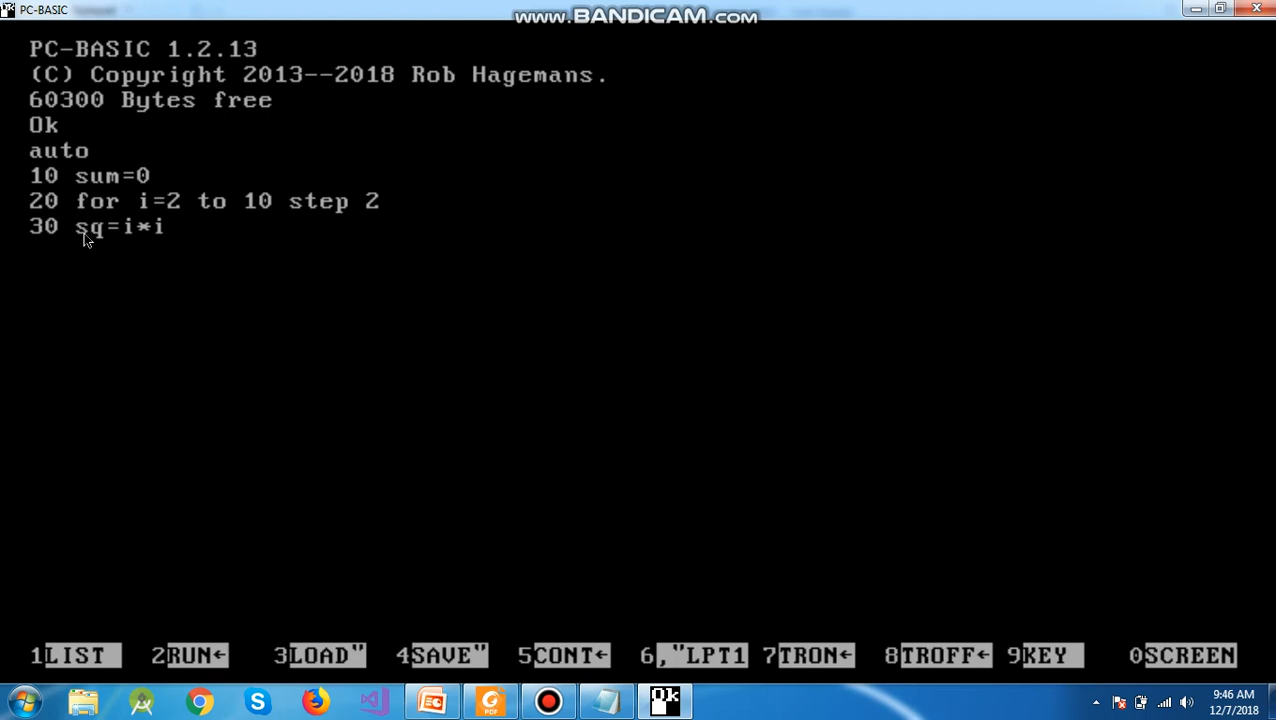 PC-BASIC
www.BANDICAM.com
PC-BASIC 1.2.13
(C) Copyright 2013--2018 Rob Hagemans.
60300 Bytes free
Ok
auto
10 sum=0
20 for i=2 to 10 step 2
30 sq=i*i
1LIST 2RUN← 3LOAD" 4SAVE" 5CONT← 6,"LPT1 7TRON← 8TROFF← 9KEY 0SCREEN
PDF
Ok
9:46 AM
12/7/2018